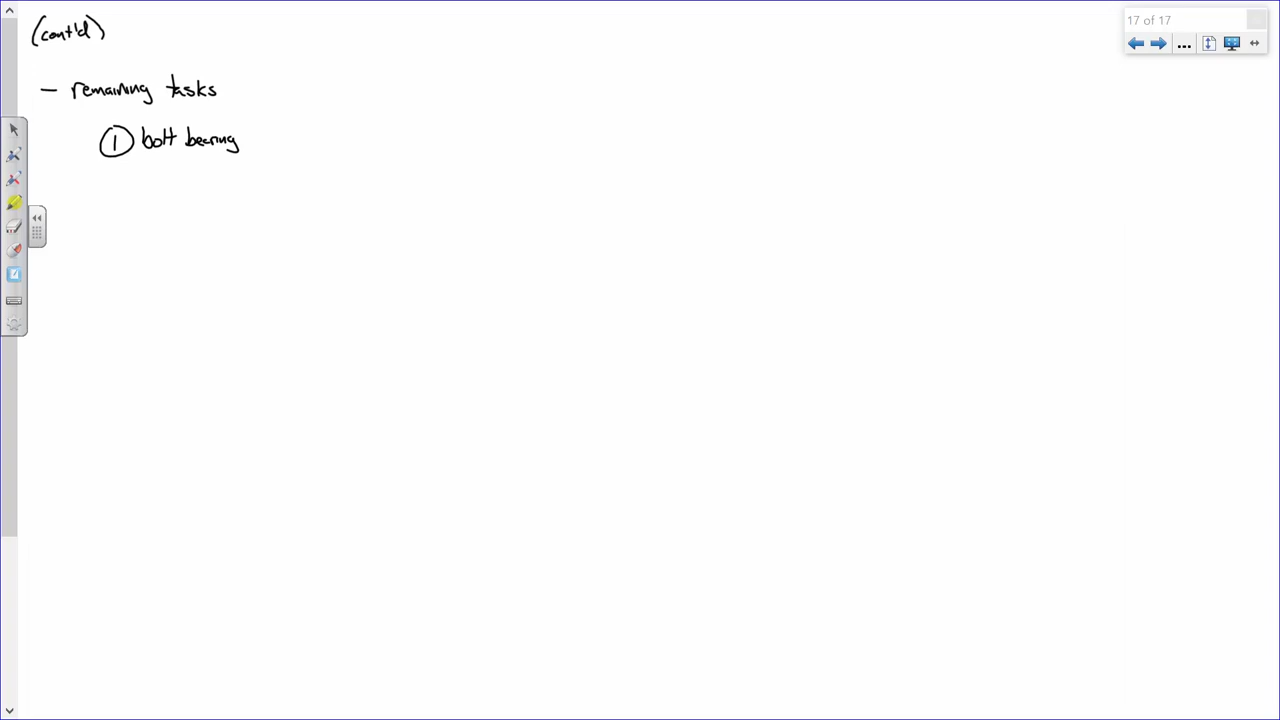 (cont'd)
17 of 17
— remaining tasks
① bolt bearing